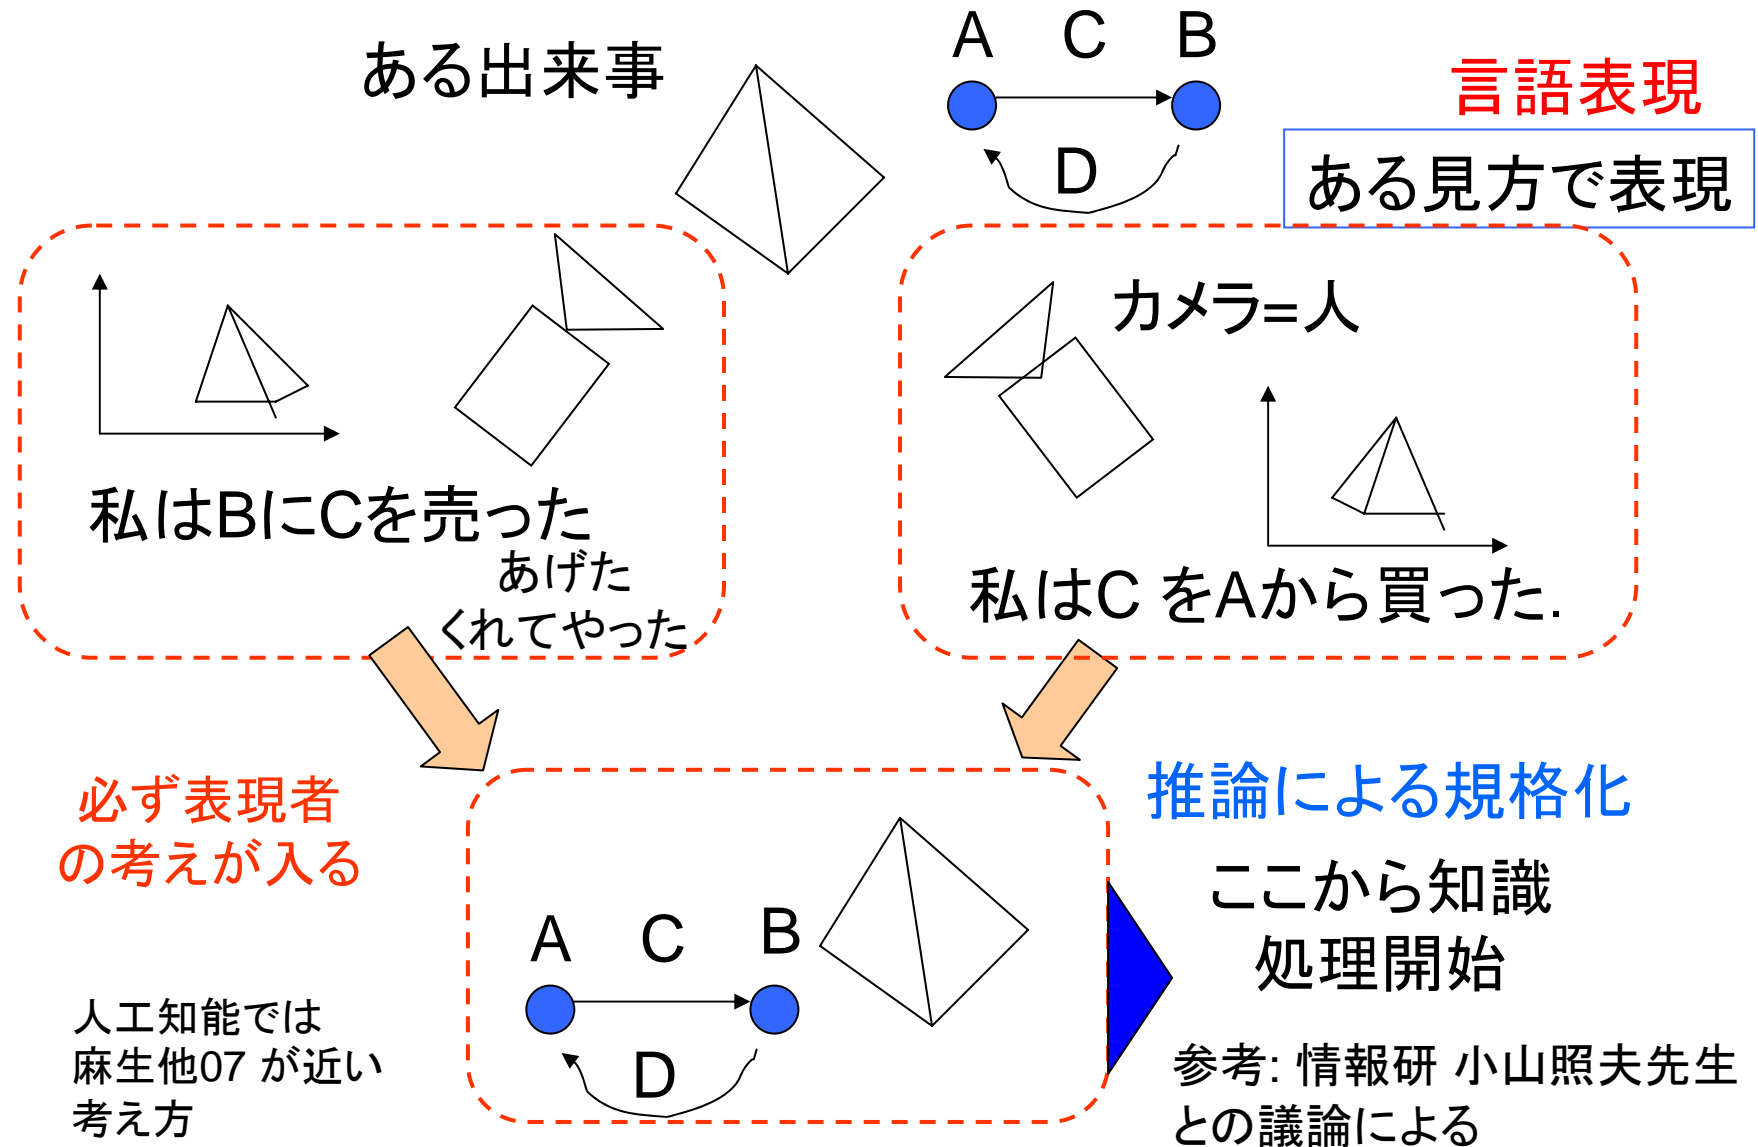 ある出来事
A C B
D
言語表現
ある見方で表現
カメラ=人
私はBにCを売った
あげた
くれてやった
私はC をAから買った.
必ず表現者
の考えが入る
推論による規格化
ここから知識
処理開始
A C B
D
人工知能では
麻生他07 が近い
考え方
参考: 情報研 小山照夫先生
との議論による